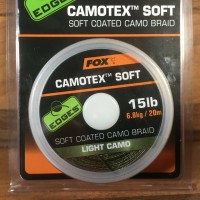 EDGES
CAMOTEX™ SOFT
SOFT COATED CAMO BRAID
FOX
CAMOTEX™ SOFT
EDGES
15lb
6.8kg / 20m
SOFT COATED CAMO BRAID
LIGHT CAMO